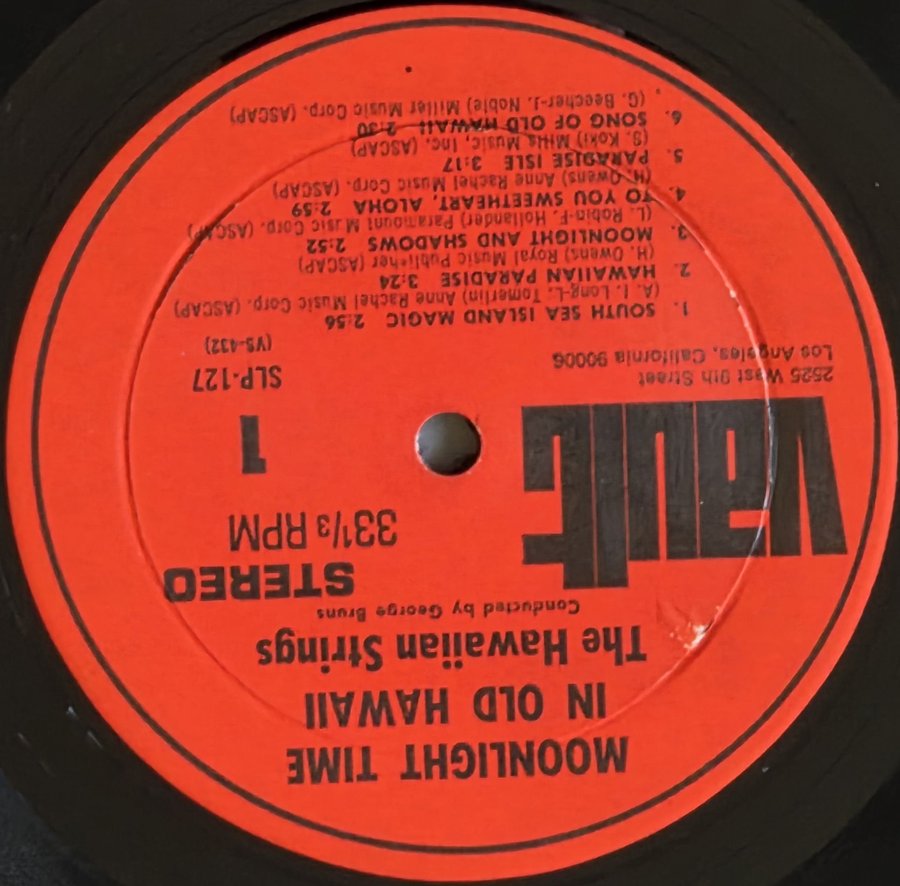 MOONLIGHT TIME
IN OLD HAWAII
The Hawaiian Strings
Conducted by George Bruns
STEREO
33 1/3 RPM
vault
1
2525 West 9th Street
Los Angeles, California 90006
SLP-127
(VS-432)
1. SOUTH SEA ISLAND MAGIC 2:56
(A. I. Long-L. Tomerlin) Anne Rachel Music Corp. (ASCAP)
2. HAWAIIAN PARADISE 3:24
(H. Owens) Royal Music Publisher (ASCAP)
3. MOONLIGHT AND SHADOWS 2:52
(L. Robin-F. Hollander) Paramount Music Corp. (ASCAP)
4. TO YOU SWEETHEART, ALOHA 2:59
(H. Owens) Anne Rachel Music Corp. (ASCAP)
5. PARADISE ISLE 3:17
(S. Koki) Mills Music, Inc. (ASCAP)
6. SONG OF OLD HAWAII 2:30
(G. Beecher-J. Noble) Miller Music Corp. (ASCAP)